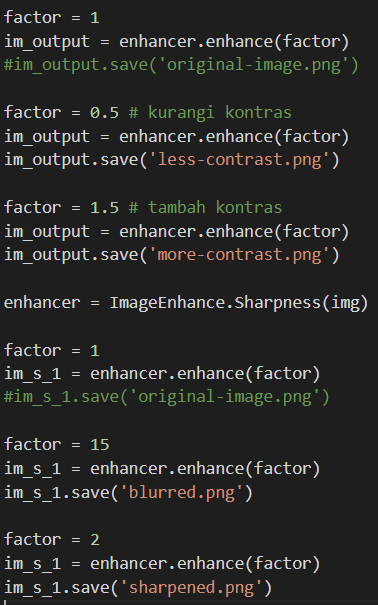 factor = 1
im_output = enhancer.enhance(factor)
#im_output.save('original-image.png')
factor = 0.5 # kurangi kontras
im_output = enhancer.enhance(factor)
im_output.save('less-contrast.png')
factor = 1.5 # tambah kontras
im_output = enhancer.enhance(factor)
im_output.save('more-contrast.png')
enhancer = ImageEnhance.Sharpness(img)
factor = 1
im_s_1 = enhancer.enhance(factor)
#im_s_1.save('original-image.png')
factor = 15
im_s_1 = enhancer.enhance(factor)
im_s_1.save('blurred.png')
factor = 2
im_s_1 = enhancer.enhance(factor)
im_s_1.save('sharpened.png')